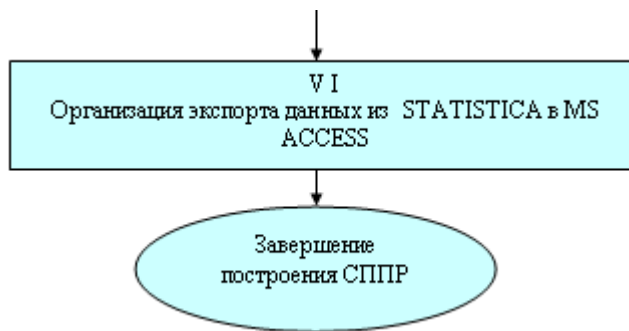 V I
Организация экспорта данных из STATISTICA в MS
ACCESS
Завершение
построения СППР